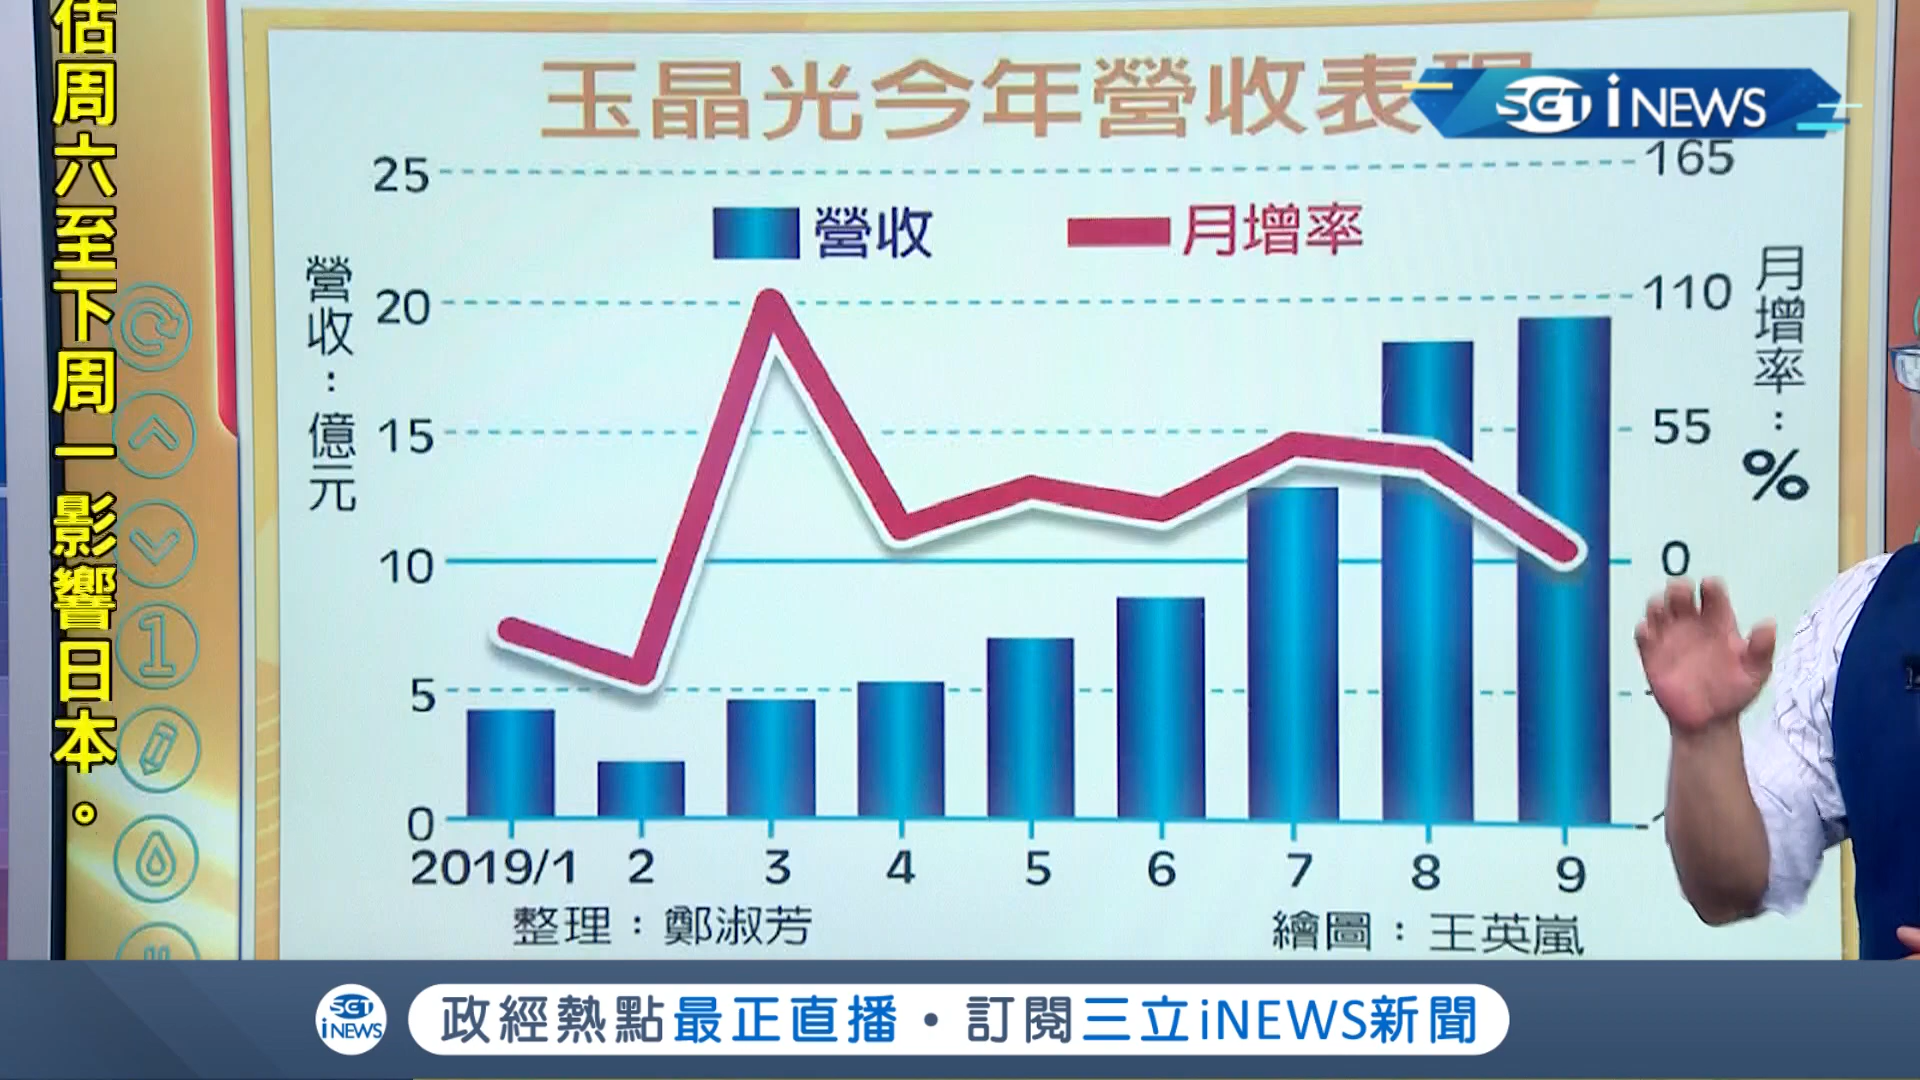 估周六至下周一影響日本。
玉晶光今年營收表現
SET iNEWS
營收
月增率
營收：億元
25
20
15
10
5
0
165
110
55
0
月增率：%
2019/1 2 3 4 5 6 7 8 9
整理：鄭淑芳
繪圖：王英嵐
SET iNEWS
政經熱點最正直播・訂閱三立iNEWS新聞